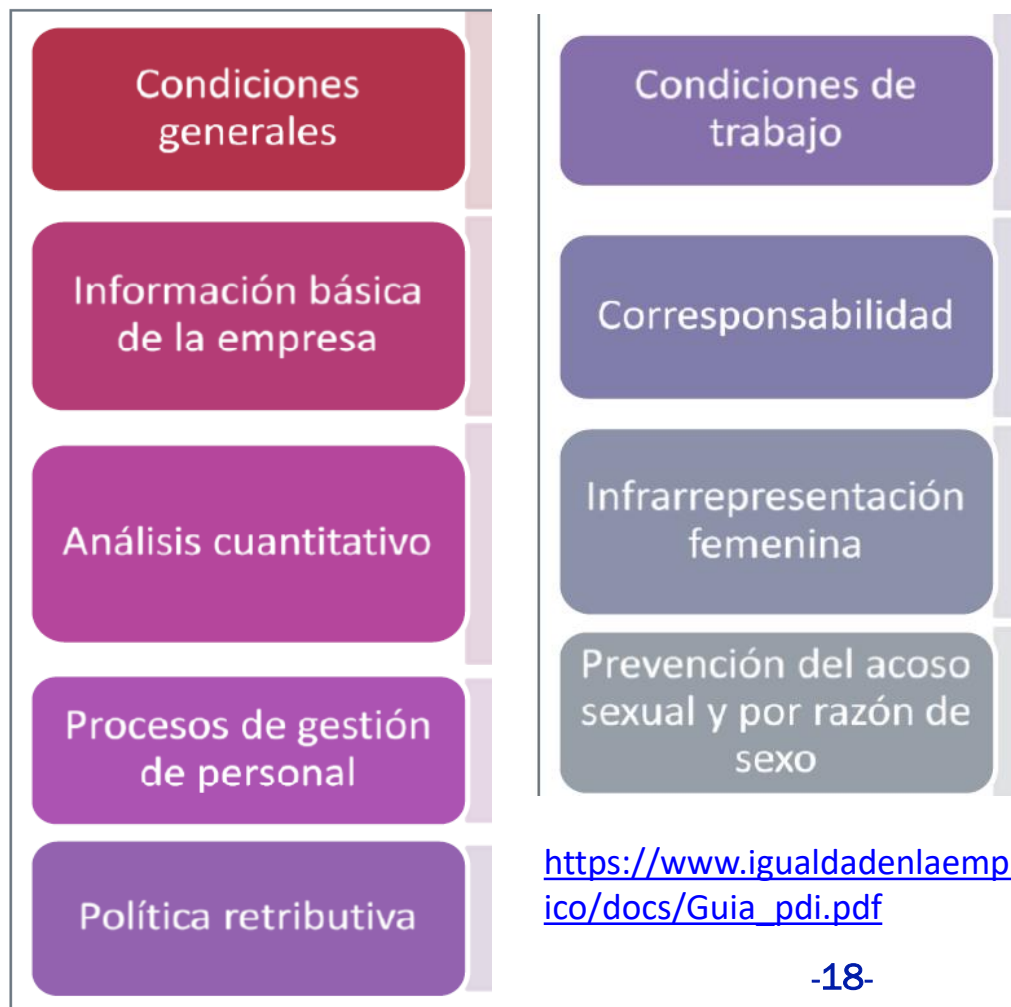 Condiciones
generales
Información básica
de la empresa
Análisis cuantitativo
Procesos de gestión
de personal
Política retributiva
Condiciones de
trabajo
Corresponsabilidad
Infrarrepresentación
femenina
Prevención del acoso
sexual y por razón de
sexo
https://www.igualdadenlaemp
ico/docs/Guia_pdi.pdf
-18-